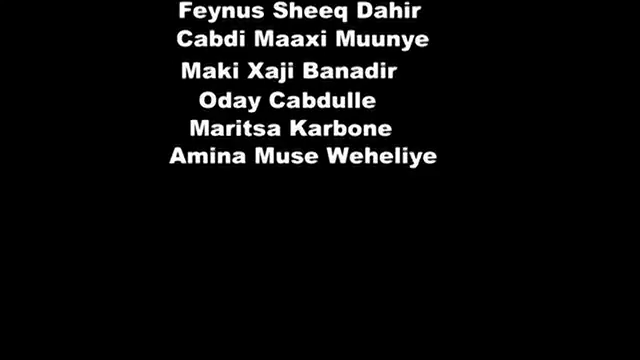 Feynus Sheeq Dahir
Cabdi Maaxi Muunye
Maki Xaji Banadir
Oday Cabdulle
Maritsa Karbone
Amina Muse Weheliye